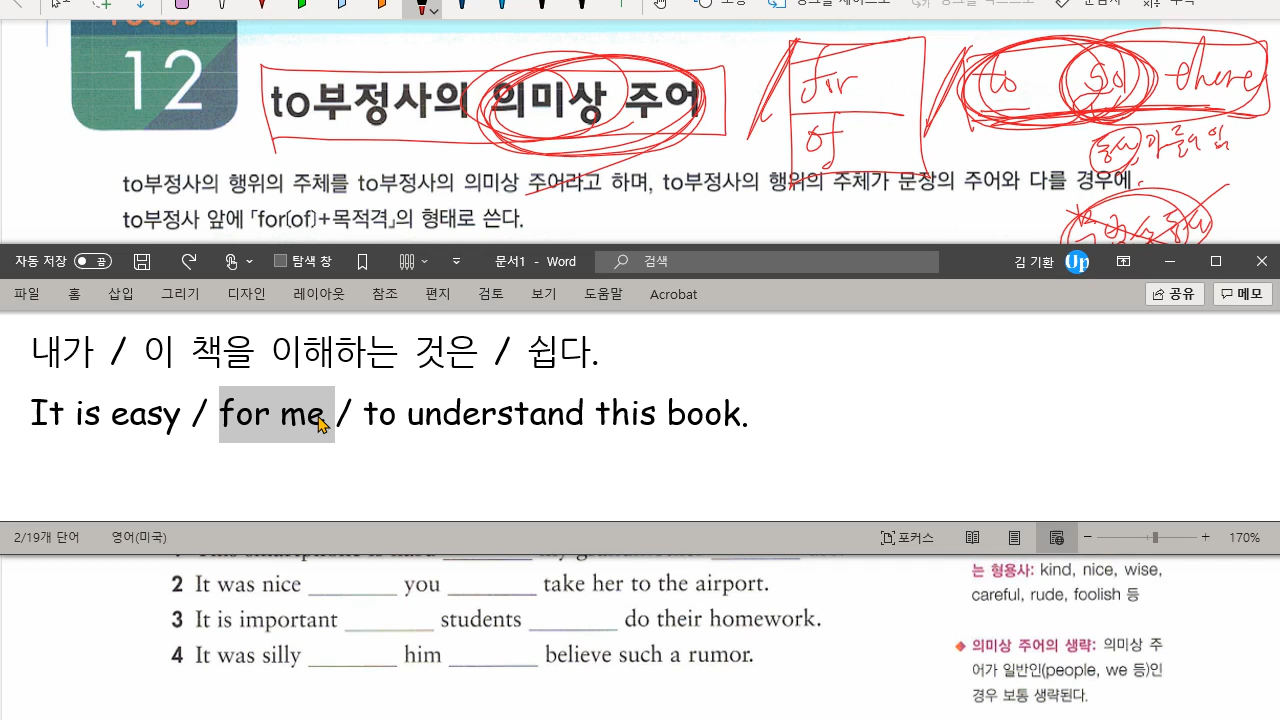 12
to부정사의 의미상 주어
for
of
to go there
to부정사의 행위의 주체를 to부정사의 의미상 주어라고 하며, to부정사의 행위의 주체가 문장의 주어와 다를 경우에
to부정사 앞에 「for(of)+목적격」의 형태로 쓴다.
자동 저장 끔 탐색 창 문서1 - Word 검색 김 기환
파일 홈 삽입 그리기 디자인 레이아웃 참조 편지 검토 보기 도움말 Acrobat 공유 메모
내가 / 이 책을 이해하는 것은 / 쉽다.
It is easy / for me / to understand this book.
2/19개 단어 영어(미국) 포커스 170%
2 It was nice ________ you ________ take her to the airport.
3 It is important ________ students ________ do their homework.
4 It was silly ________ him ________ believe such a rumor.
는 형용사: kind, nice, wise,
careful, rude, foolish 등
의미상 주어의 생략: 의미상 주
어가 일반인(people, we 등)인
경우 보통 생략된다.